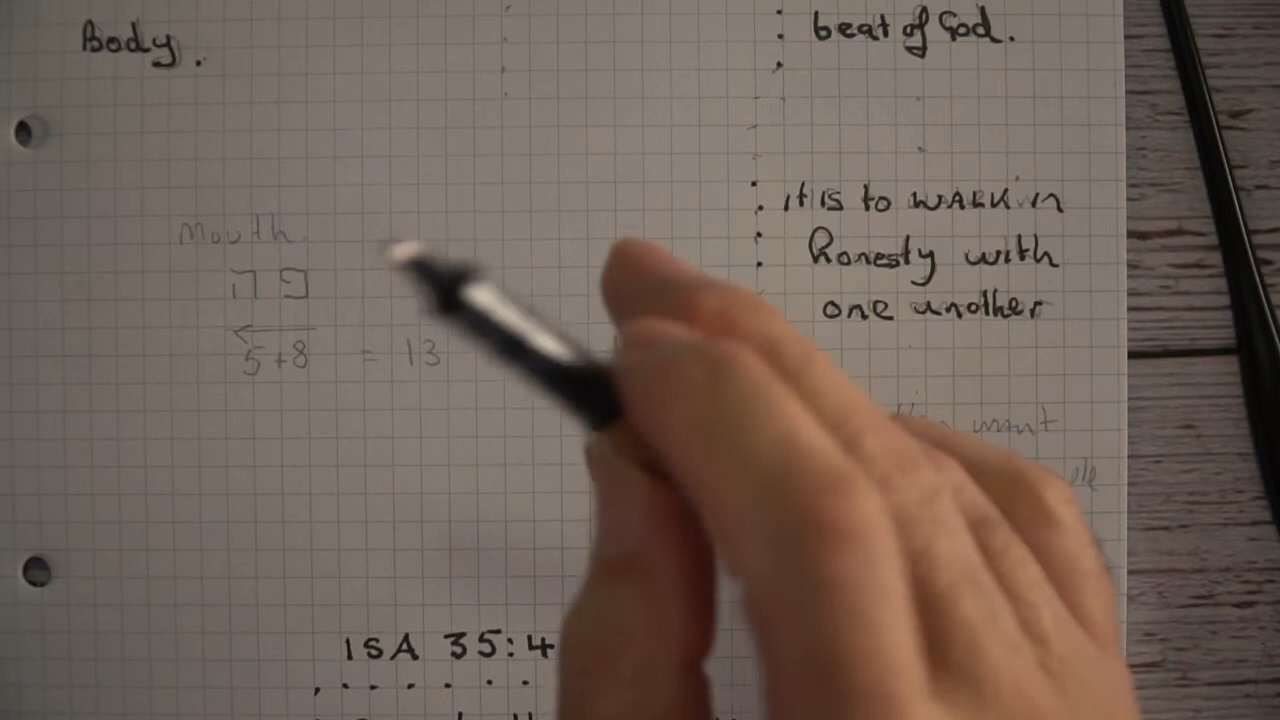 Body.
beat of God.
it is to WALK in
Honesty with
one another
Mouth
פה
5+8 = 13
want
ISA 35:4